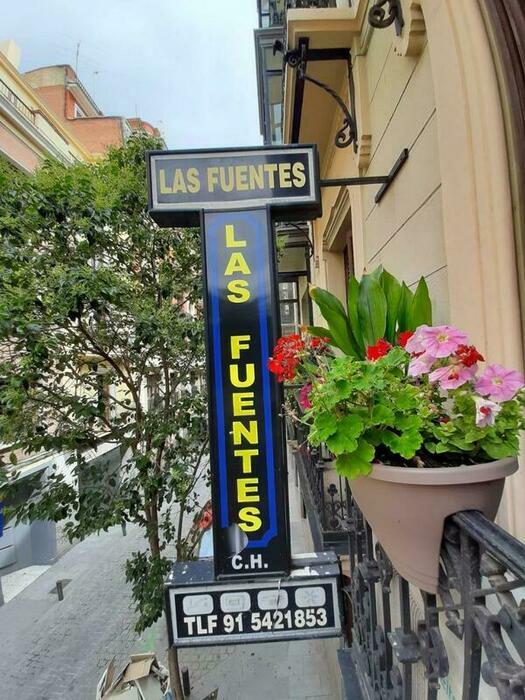 LAS FUENTES
LAS FUENTES
C.H.
TLF 91 5421853